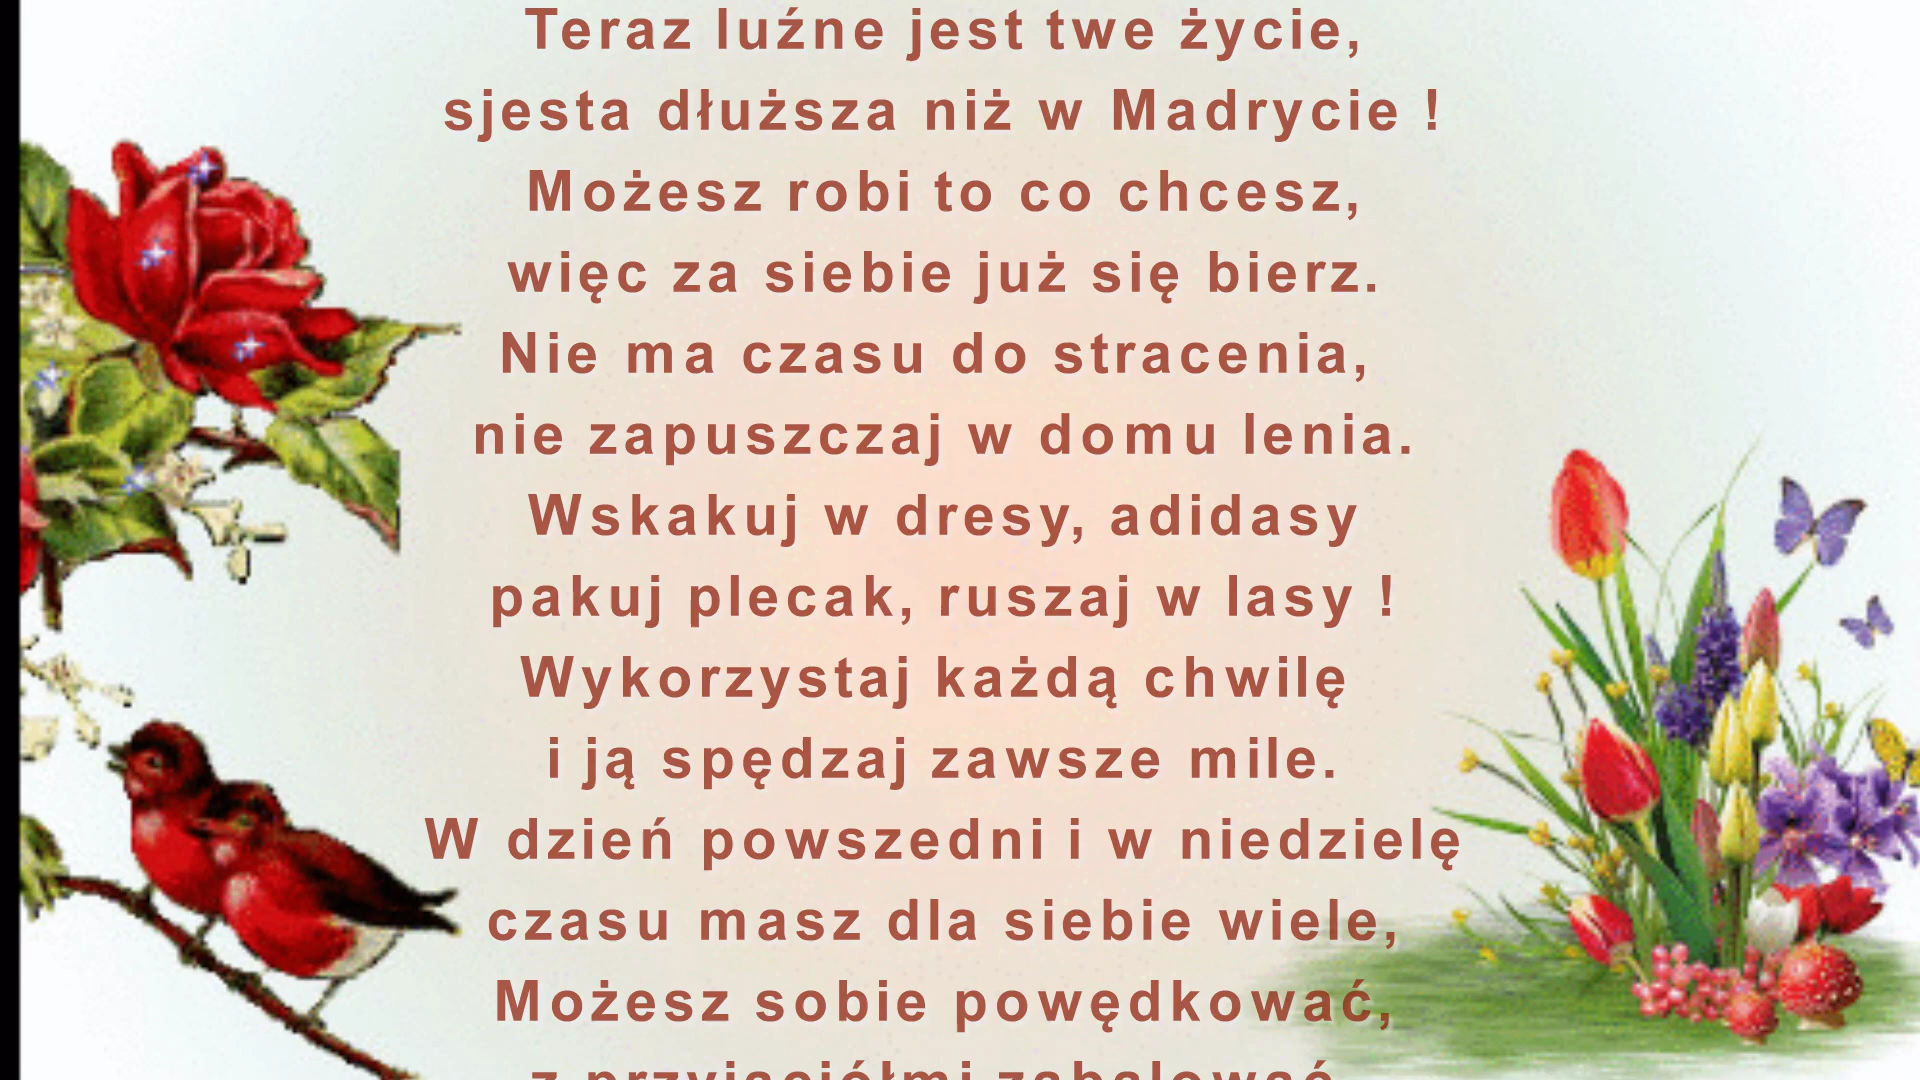 Teraz luźne jest twe życie,
sjesta dłuższa niż w Madrycie !
Możesz robi to co chcesz,
więc za siebie już się bierz.
Nie ma czasu do stracenia,
nie zapuszczaj w domu lenia.
Wskakuj w dresy, adidasy
pakuj plecak, ruszaj w lasy !
Wykorzystaj każdą chwilę
i ją spędzaj zawsze mile.
W dzień powszedni i w niedzielę
czasu masz dla siebie wiele,
Możesz sobie powędkować,
z przyjaciółmi zabalować